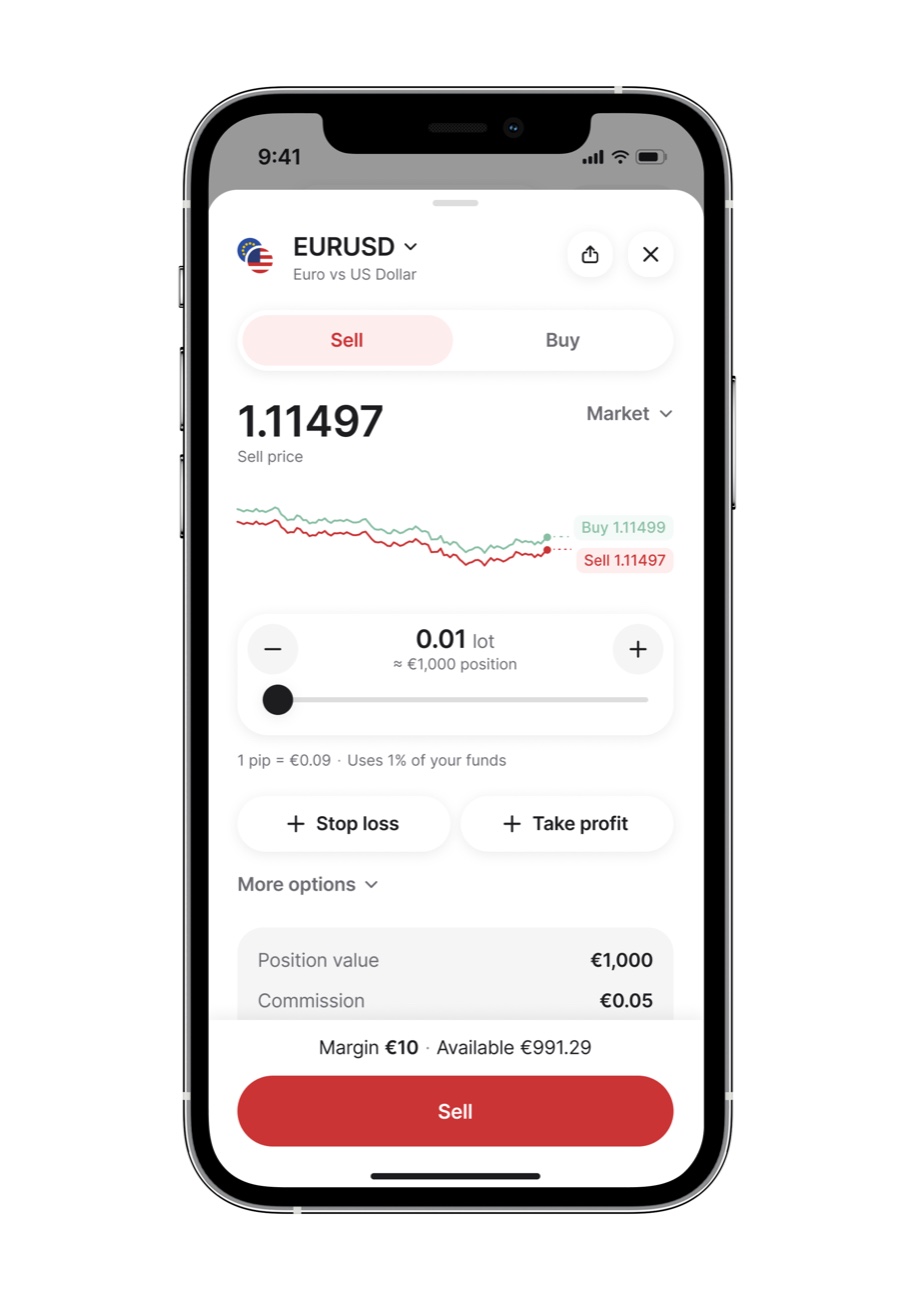 9:41
EURUSD
Euro vs US Dollar
Sell Buy
1.11497 Market
Sell price
Buy 1.11499
Sell 1.11497
0.01 lot
≈ €1,000 position
1 pip = €0.09 · Uses 1% of your funds
+ Stop loss + Take profit
More options
Position value €1,000
Commission €0.05
Margin €10 · Available €991.29
Sell